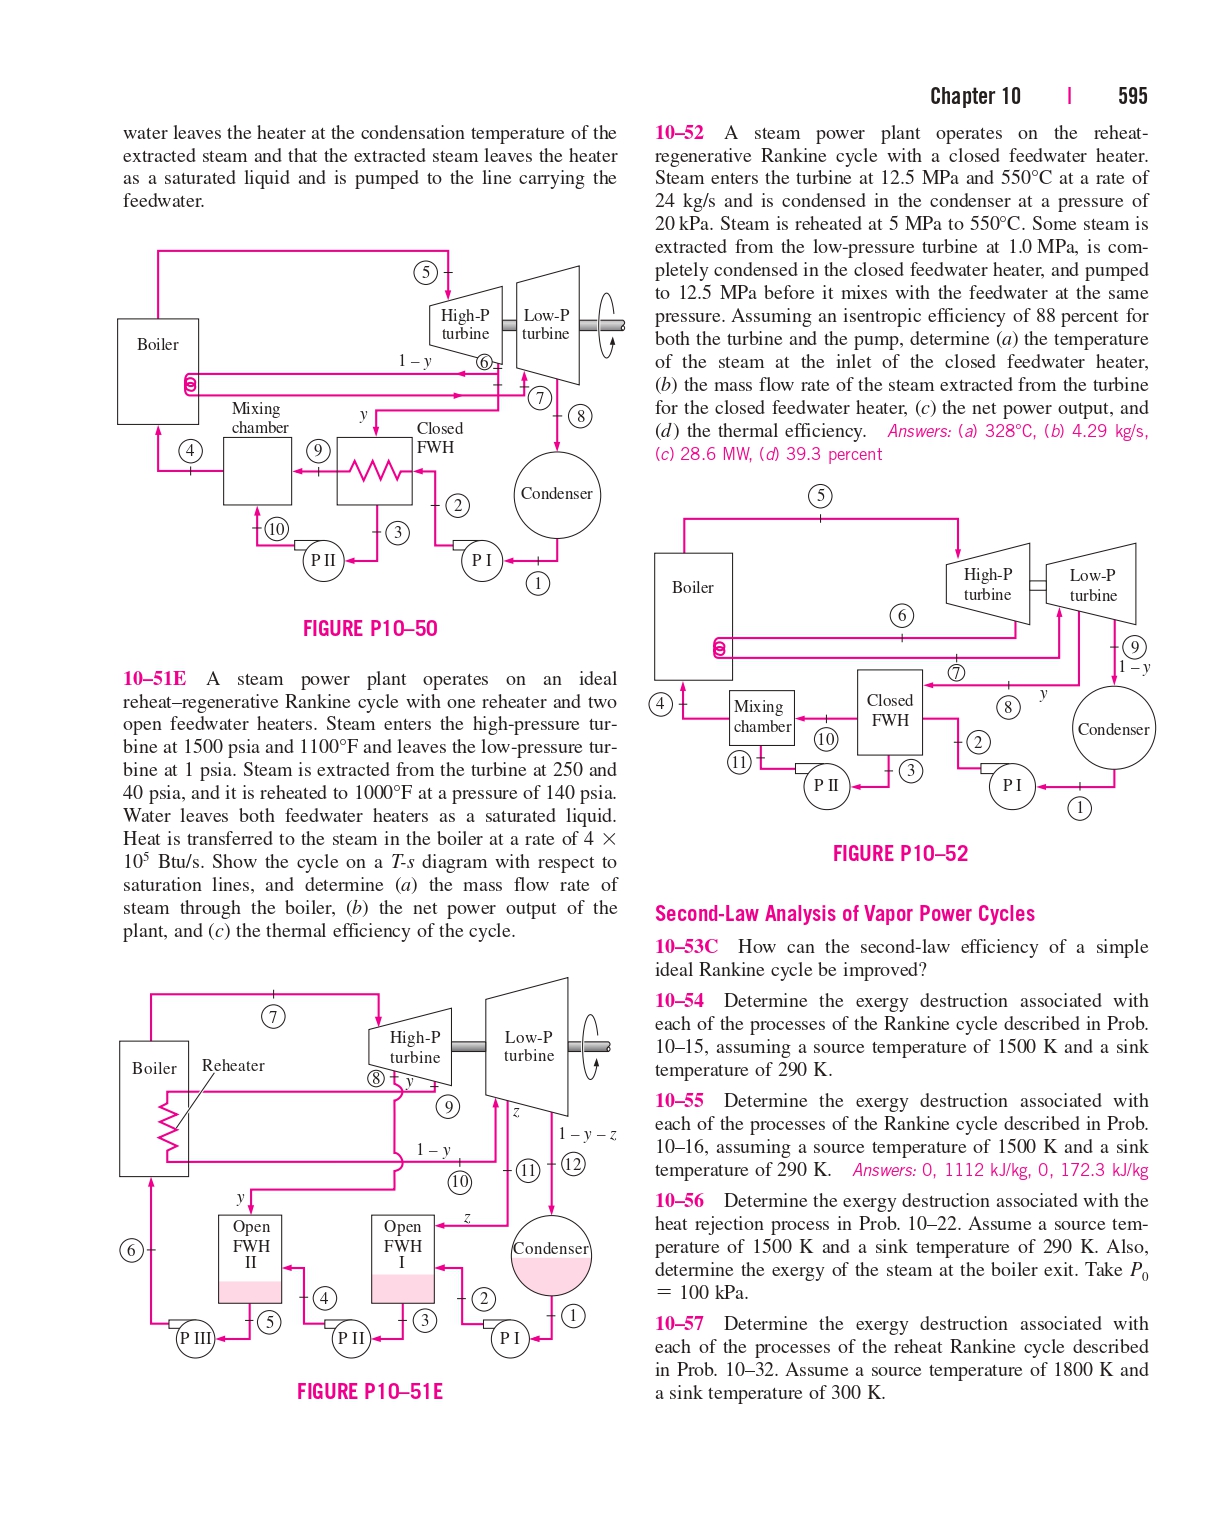 Chapter 10 | 595
water leaves the heater at the condensation temperature of the
extracted steam and that the extracted steam leaves the heater
as a saturated liquid and is pumped to the line carrying the
feedwater.
5
High-P
turbine
Low-P
turbine
Boiler
1 – y
6
7
8
Mixing
chamber
y
Closed
FWH
4
9
2
Condenser
10
3
P II
P I
1
FIGURE P10–50
10–51E A steam power plant operates on an ideal
reheat–regenerative Rankine cycle with one reheater and two
open feedwater heaters. Steam enters the high-pressure tur-
bine at 1500 psia and 1100°F and leaves the low-pressure tur-
bine at 1 psia. Steam is extracted from the turbine at 250 and
40 psia, and it is reheated to 1000°F at a pressure of 140 psia.
Water leaves both feedwater heaters as a saturated liquid.
Heat is transferred to the steam in the boiler at a rate of 4 ×
10⁵ Btu/s. Show the cycle on a T-s diagram with respect to
saturation lines, and determine (a) the mass flow rate of
steam through the boiler, (b) the net power output of the
plant, and (c) the thermal efficiency of the cycle.
7
High-P
turbine
Low-P
turbine
Boiler
Reheater
8
y
9
z
1 – y – z
1 – y
11
12
10
y
z
Open
FWH
II
Open
FWH
I
Condenser
6
4
2
5
3
1
P III
P II
P I
FIGURE P10–51E
10–52 A steam power plant operates on the reheat-
regenerative Rankine cycle with a closed feedwater heater.
Steam enters the turbine at 12.5 MPa and 550°C at a rate of
24 kg/s and is condensed in the condenser at a pressure of
20 kPa. Steam is reheated at 5 MPa to 550°C. Some steam is
extracted from the low-pressure turbine at 1.0 MPa, is com-
pletely condensed in the closed feedwater heater, and pumped
to 12.5 MPa before it mixes with the feedwater at the same
pressure. Assuming an isentropic efficiency of 88 percent for
both the turbine and the pump, determine (a) the temperature
of the steam at the inlet of the closed feedwater heater,
(b) the mass flow rate of the steam extracted from the turbine
for the closed feedwater heater, (c) the net power output, and
(d) the thermal efficiency. Answers: (a) 328°C, (b) 4.29 kg/s,
(c) 28.6 MW, (d) 39.3 percent
5
High-P
turbine
Low-P
turbine
Boiler
6
9
7
1 – y
4
Mixing
chamber
Closed
FWH
8
y
Condenser
10
2
11
3
P II
P I
1
FIGURE P10–52
Second-Law Analysis of Vapor Power Cycles
10–53C How can the second-law efficiency of a simple
ideal Rankine cycle be improved?
10–54 Determine the exergy destruction associated with
each of the processes of the Rankine cycle described in Prob.
10–15, assuming a source temperature of 1500 K and a sink
temperature of 290 K.
10–55 Determine the exergy destruction associated with
each of the processes of the Rankine cycle described in Prob.
10–16, assuming a source temperature of 1500 K and a sink
temperature of 290 K. Answers: 0, 1112 kJ/kg, 0, 172.3 kJ/kg
10–56 Determine the exergy destruction associated with the
heat rejection process in Prob. 10–22. Assume a source tem-
perature of 1500 K and a sink temperature of 290 K. Also,
determine the exergy of the steam at the boiler exit. Take P₀
= 100 kPa.
10–57 Determine the exergy destruction associated with
each of the processes of the reheat Rankine cycle described
in Prob. 10–32. Assume a source temperature of 1800 K and
a sink temperature of 300 K.